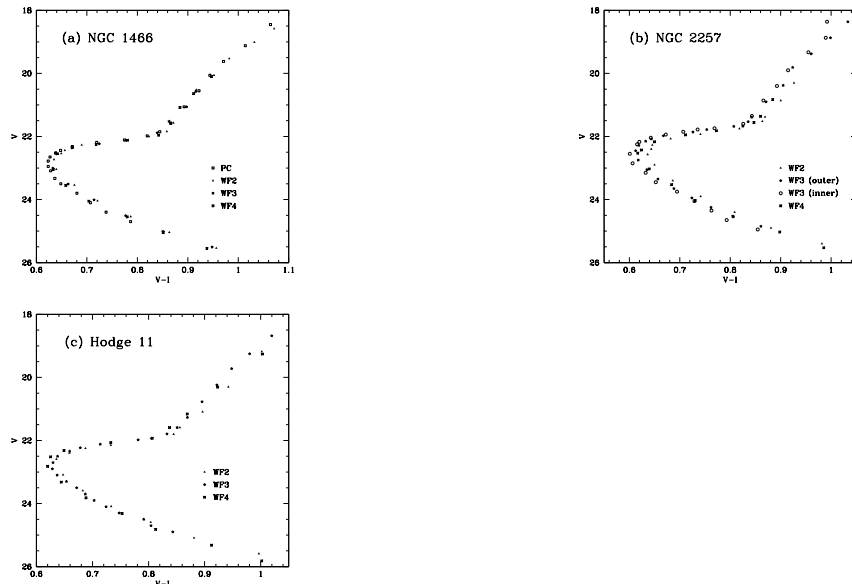 (a) NGC 1466
18
20
22
24
26
V
PC
WF2
WF3
WF4
0.6 0.7 0.8 0.9 1 1.1
V-I
(b) NGC 2257
18
20
22
24
26
V
WF2
WF3 (outer)
WF3 (inner)
WF4
0.6 0.7 0.8 0.9 1
V-I
(c) Hodge 11
18
20
22
24
26
V
WF2
WF3
WF4
0.6 0.7 0.8 0.9 1
V-I